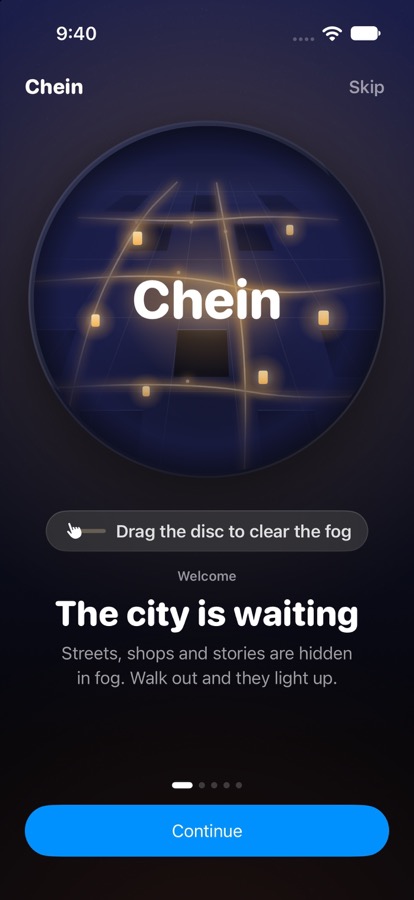 9:40
Chein
Skip
Chein
Drag the disc to clear the fog
Welcome
The city is waiting
Streets, shops and stories are hidden
in fog. Walk out and they light up.
Continue